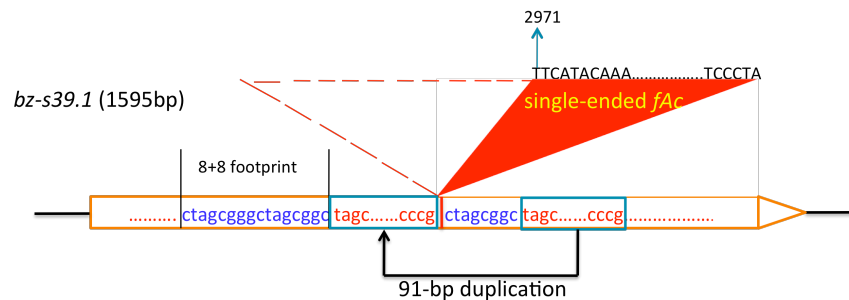 2971
TTCATACAAA..................TCCCTA
bz-s39.1 (1595bp)
single-ended fAc
8+8 footprint
.......... ctagcgggctagcggc tagc......cccg ctagcggc tagc......cccg ..................
91-bp duplication